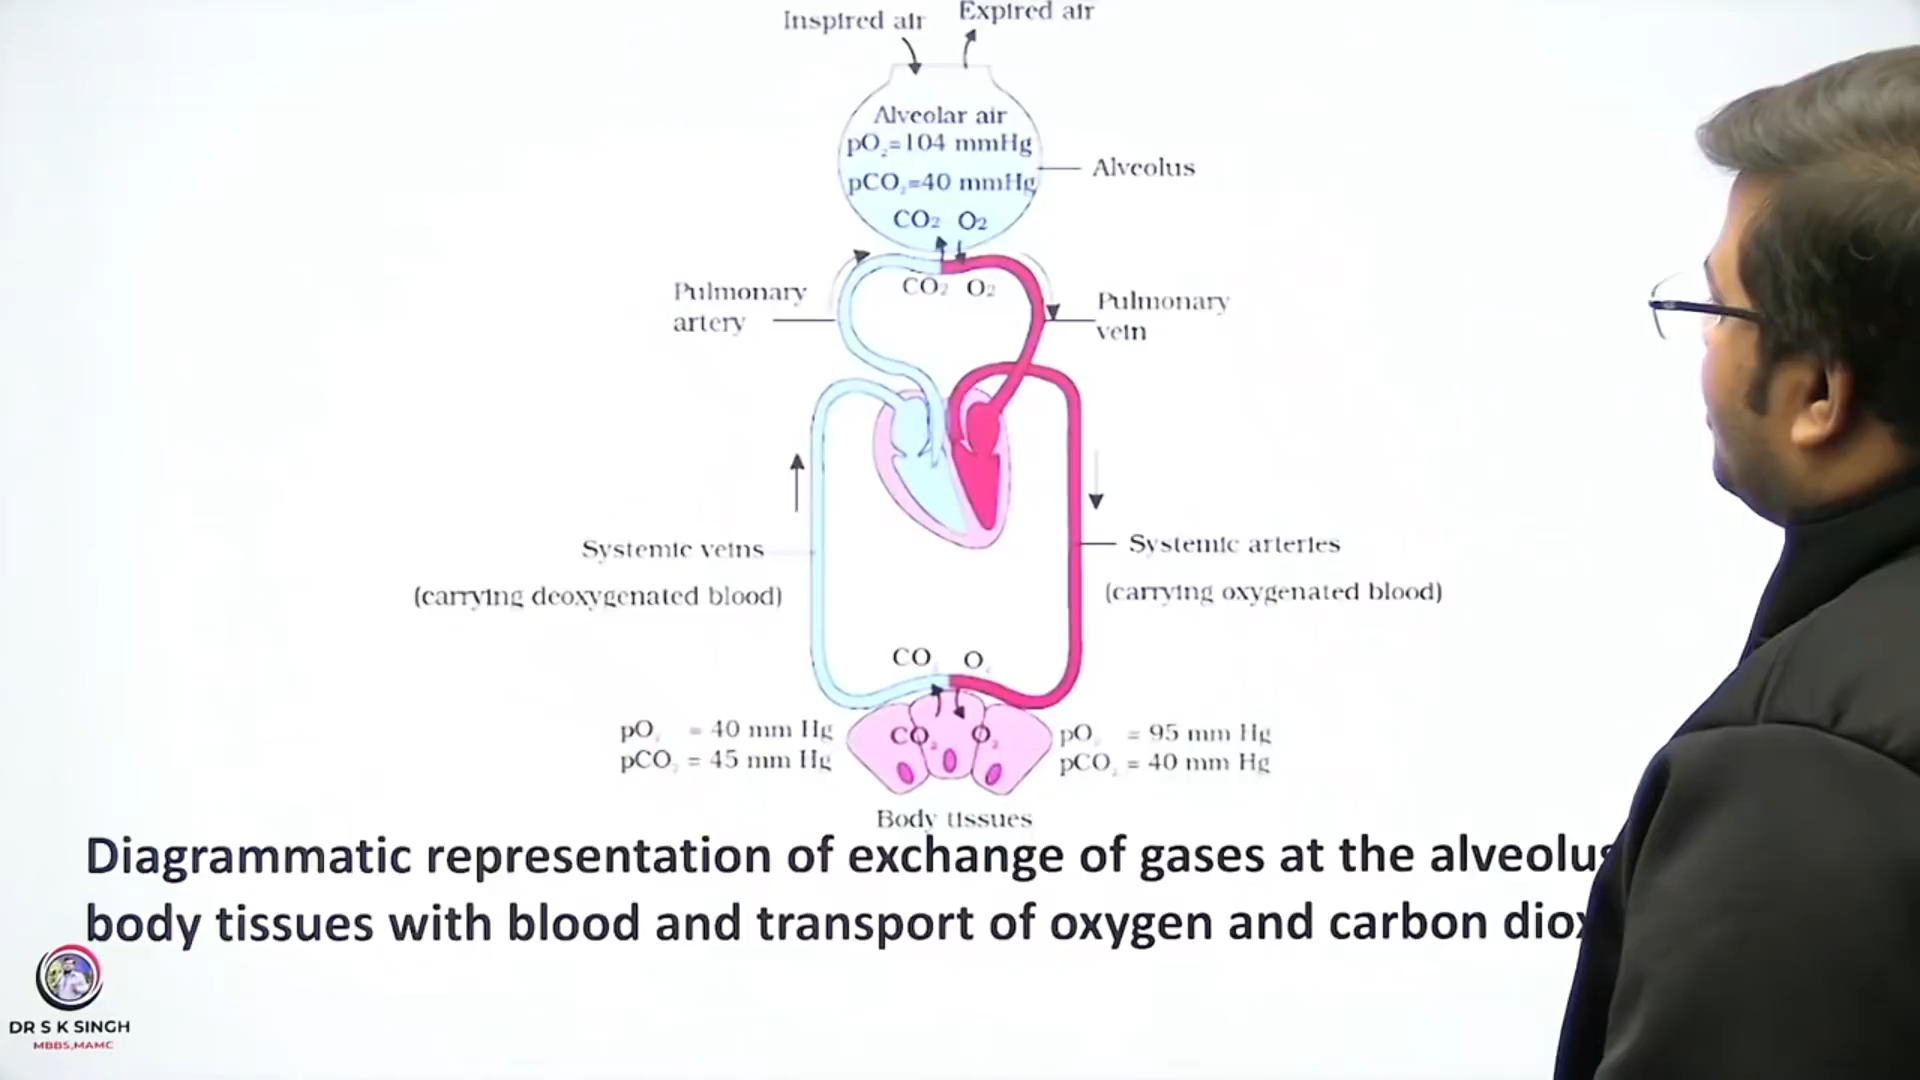 Inspired air
Expired air
Alveolar air
pO₂=104 mmHg
pCO₂=40 mmHg
Alveolus
CO₂ O₂
CO₂ O₂
Pulmonary
artery
Pulmonary
vein
Systemic veins
(carrying deoxygenated blood)
Systemic arteries
(carrying oxygenated blood)
CO₂ O₂
pO₂ = 40 mm Hg
pCO₂ = 45 mm Hg
CO₂ O₂
pO₂ = 95 mm Hg
pCO₂ = 40 mm Hg
Body tissues
Diagrammatic representation of exchange of gases at the alveolus
body tissues with blood and transport of oxygen and carbon diox
DR S K SINGH
MBBS,MAMC